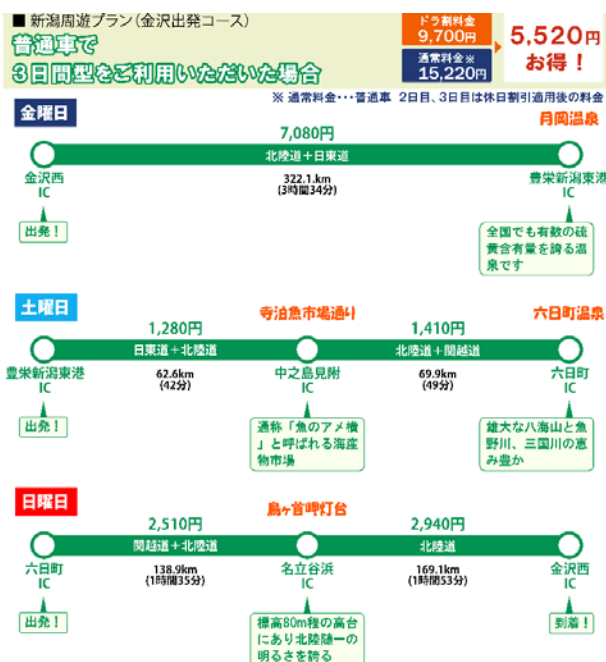 ■ 新潟周遊プラン(金沢出発コース)
普通車で
3日間型をご利用いただいた場合
ドラ割料金
9,700円
通常料金※
15,220円
5,520円
お得!
※ 通常料金・・・普通車 2日目、3日目は休日割引適用後の料金
金曜日
月岡温泉
7,080円
北陸道+日東道
金沢西
IC
322.1.km
(3時間34分)
豊栄新潟東港
IC
出発!
全国でも有数の硫
黄含有量を誇る温
泉です
土曜日
寺泊魚市場通り
六日町温泉
1,280円
1,410円
日東道+北陸道
北陸道+関越道
豊栄新潟東港
IC
62.6km
(42分)
中之島見附
IC
69.9km
(49分)
六日町
IC
出発!
通称「魚のアメ横
」と呼ばれる海産
物市場
雄大な八海山と魚
野川、三国川の恵
み豊か
日曜日
鳥ヶ首岬灯台
2,510円
2,940円
関越道+北陸道
北陸道
六日町
IC
138.9km
(1時間35分)
名立谷浜
IC
169.1km
(1時間53分)
金沢西
IC
出発!
標高80m程の高台
にあり北陸随一の
明るさを誇る
到着!